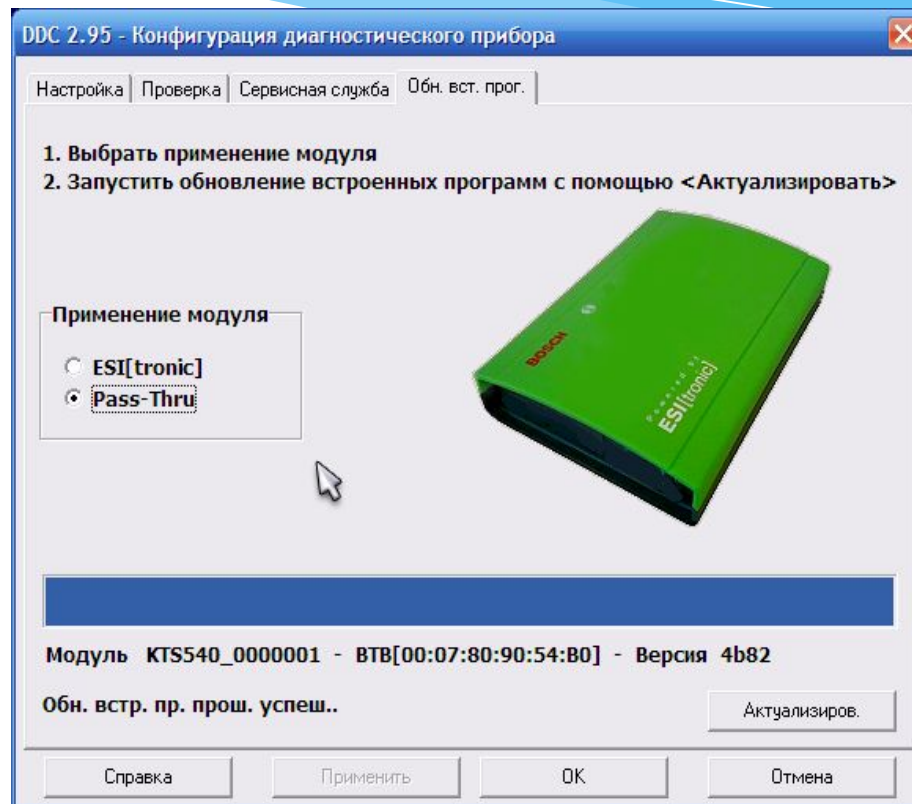 DDC 2.95 - Конфигурация диагностического прибора
Настройка Проверка Сервисная служба Обн. вст. прог.
1. Выбрать применение модуля
2. Запустить обновление встроенных программ с помощью <Актуализировать>
Применение модуля
ESI[tronic]
Pass-Thru
BOSCH
Powered by
ESI[tronic]
Модуль KTS540_0000001 - BTB[00:07:80:90:54:B0] - Версия 4b82
Обн. встр. пр. прош. успеш..
Актуализиров.
Справка Применить OK Отмена